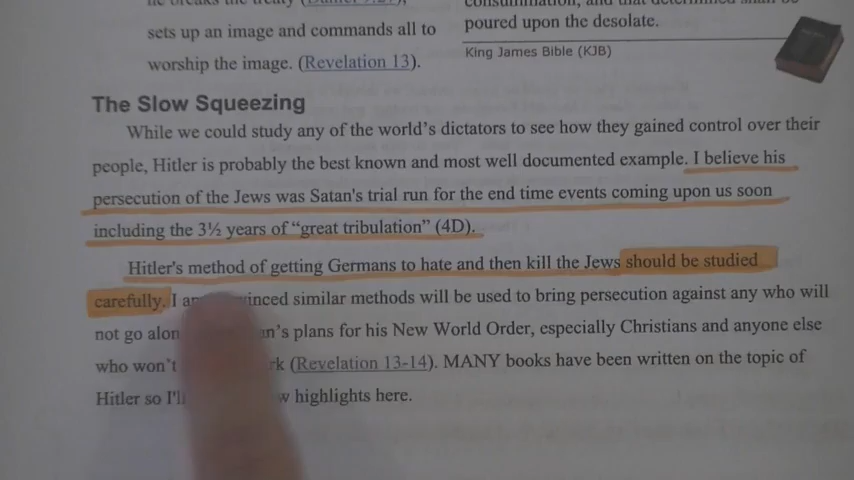 sets up an image and commands all to
worship the image. (Revelation 13).
poured upon the desolate.
King James Bible (KJB)
The Slow Squeezing
While we could study any of the world's dictators to see how they gained control over their
people, Hitler is probably the best known and most well documented example. I believe his
persecution of the Jews was Satan's trial run for the end time events coming upon us soon
including the 3½ years of “great tribulation” (4D).
Hitler's method of getting Germans to hate and then kill the Jews should be studied
carefully. I similar methods will be used to bring persecution against any who will
not go plans for his New World Order, especially Christians and anyone else
who won't (Revelation 13-14). MANY books have been written on the topic of
Hitler so highlights here.